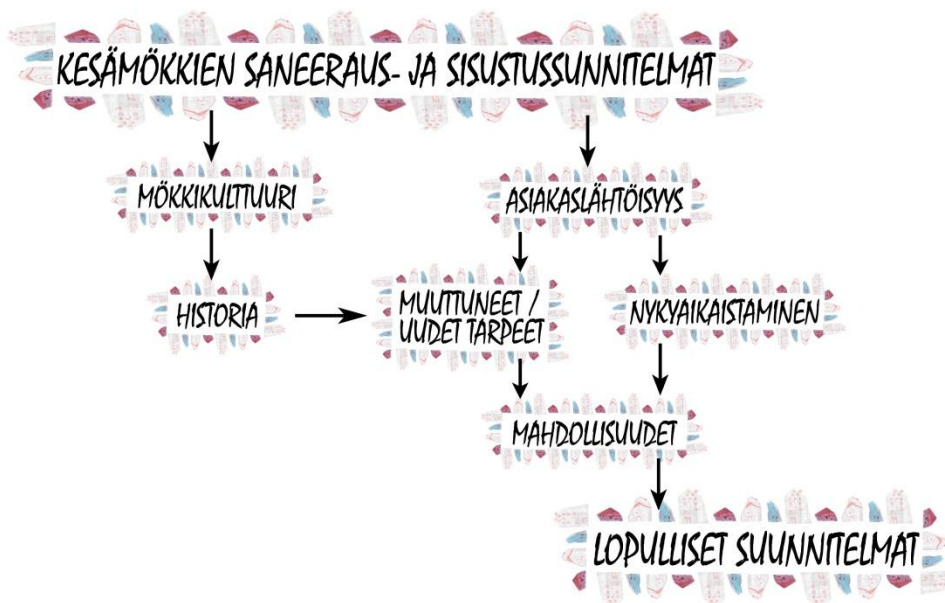 KESÄMÖKKIEN SANEERAUS- JA SISUSTUSSUNNITELMAT
MÖKKIKULTTUURI
ASIAKASLÄHTÖISYYS
HISTORIA
MUUTTUNEET /
UUDET TARPEET
NYKYAIKAISTAMINEN
MAHDOLLISUUDET
LOPULLISET SUUNNITELMAT